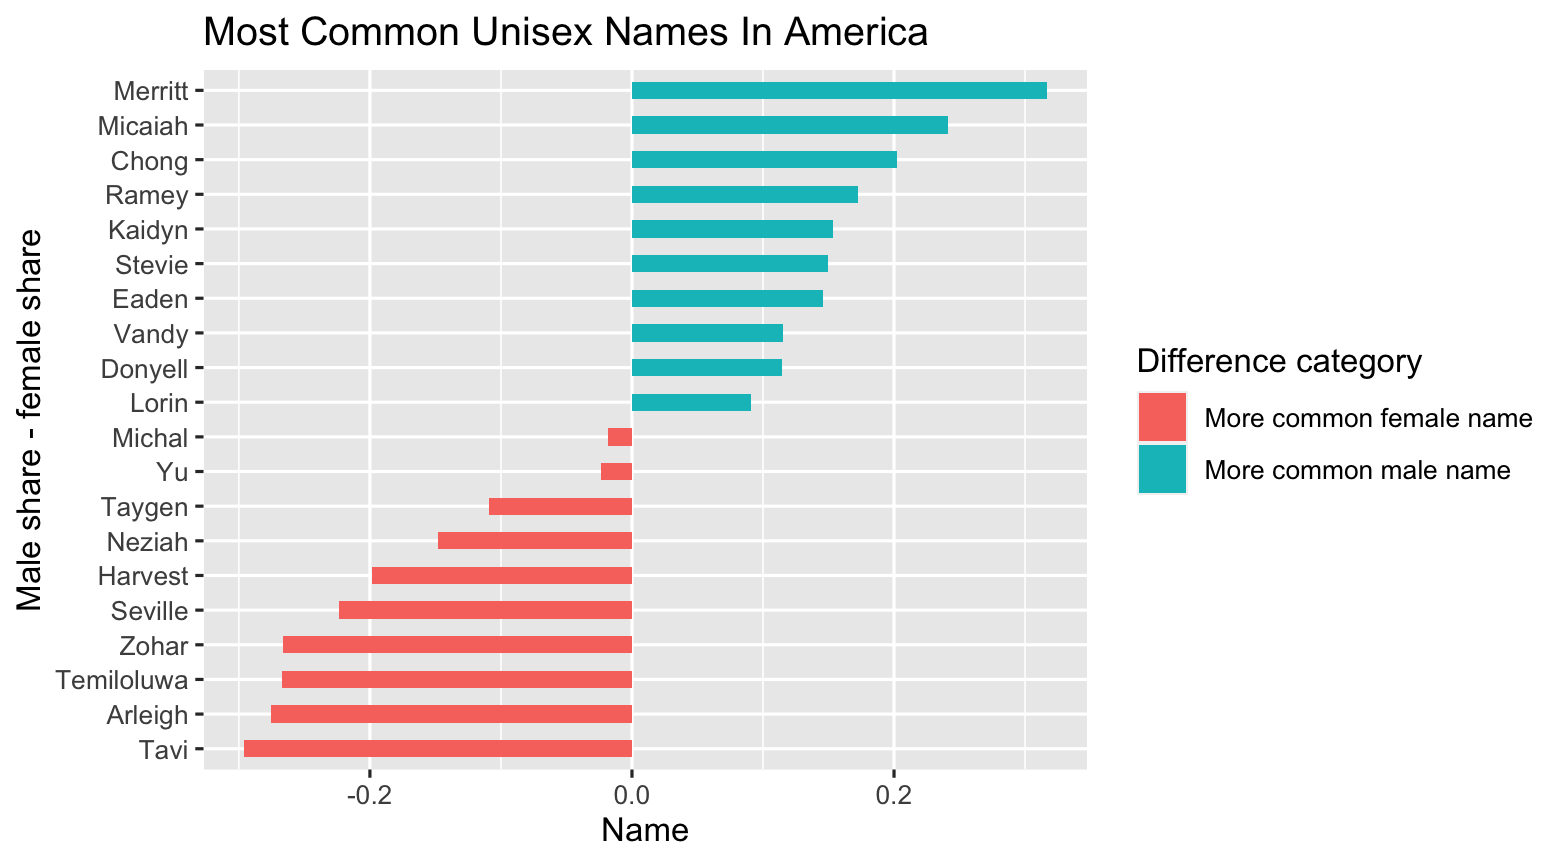 Most Common Unisex Names In America
Male share - female share
Merritt
Micaiah
Chong
Ramey
Kaidyn
Stevie
Eaden
Vandy
Donyell
Lorin
Michal
Yu
Taygen
Neziah
Harvest
Seville
Zohar
Temiloluwa
Arleigh
Tavi
-0.2 0.0 0.2
Name
Difference category
More common female name
More common male name